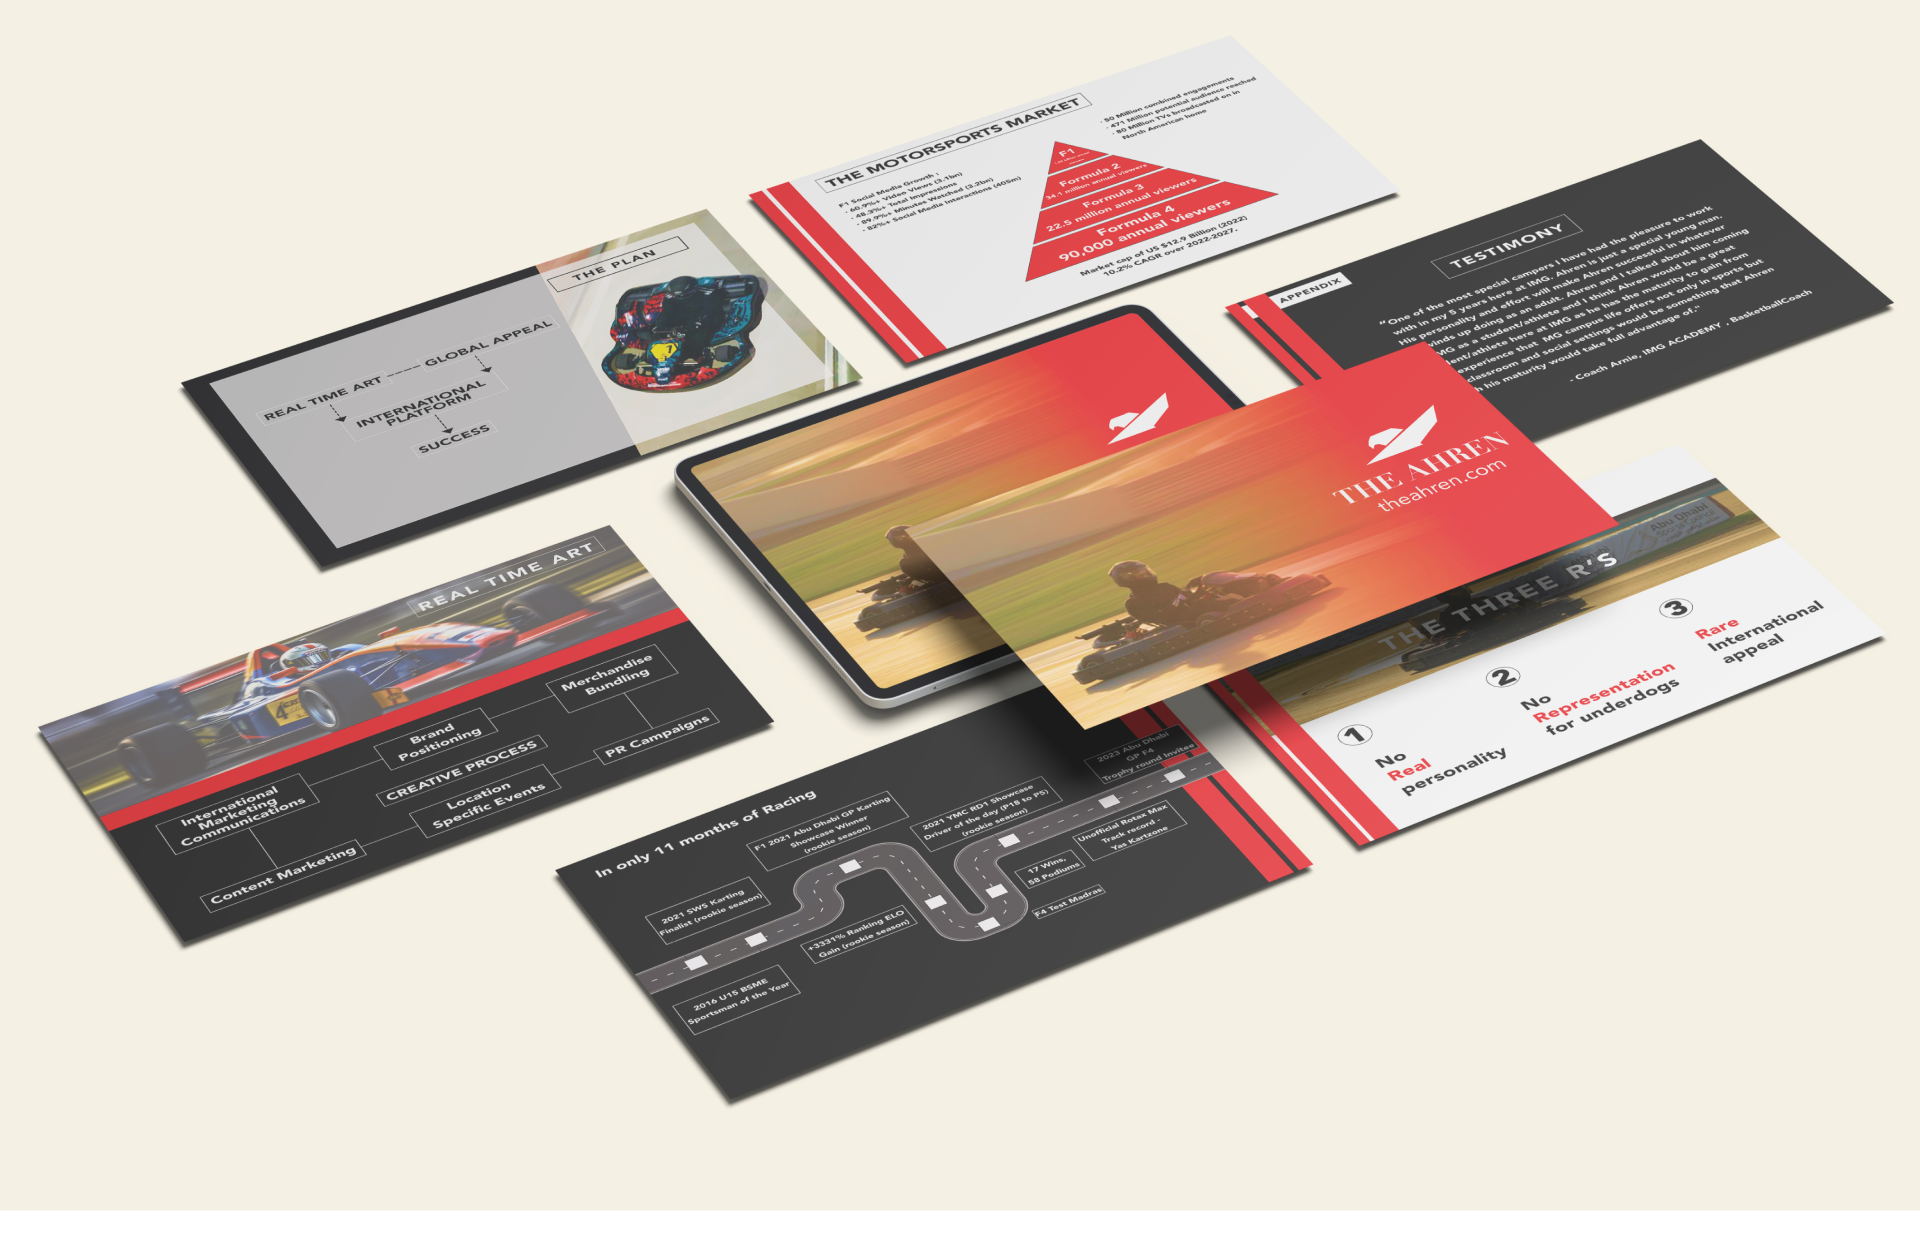 THE MOTORSPORTS MARKET
F1 Social Media Growth :
- 60.9%+ Video Views (3.1bn)
- 48.3%+ Total Impressions
- 89.9%+ Minutes Watched (3.2bn)
- 82%+ Social Media Interactions (405m)
- 50 Million combined engagements
- 471 Million potential audience reached
- 80 Million TVs broadcasted on in
North American home
F1
Formula 2
34.1 million annual viewers
Formula 3
22.5 million annual viewers
Formula 4
90,000 annual viewers
Market cap of US $12.9 Billion (2022)
10.2% CAGR over 2022-2027.
APPENDIX
TESTIMONY
"One of the most special campers I have had the pleasure to work
with in my 5 years here at IMG. Ahren is just a special young man.
His personality and effort will make Ahren successful in whatever
winds up doing as an adult. Ahren and I talked about him coming
IMG as a student/athlete and I think Ahren would be a great
student/athlete here at IMG as he has the maturity to gain from
experience that IMG campus life offers not only in sports but
classroom and social settings would be something that Ahren
h his maturity would take full advantage of."
- Coach Arnie, IMG ACADEMY , BasketballCoach
THE PLAN
REAL TIME ART
GLOBAL APPEAL
INTERNATIONAL
PLATFORM
SUCCESS
THE AHREN
theahren.com
REAL TIME ART
International
Marketing
Communications
Brand
Positioning
Merchandise
Bundling
CREATIVE PROCESS
Content Marketing
Location
Specific Events
PR Campaigns
Abu Dhabi
THE THREE R'S
1
No
Real
personality
2
No
Representation
for underdogs
3
Rare
International
appeal
In only 11 months of Racing
2016 U15 BSME
Sportsman of the Year
2021 SWS Karting
Finalist (rookie season)
F1 2021 Abu Dhabi GP Karting
Showcase Winner
(rookie season)
+3331% Ranking ELO
Gain (rookie season)
2021 YMC RD1 Showcase
Driver of the day (P18 to P5)
(rookie season)
F4 Test Madras
17 Wins,
58 Podiums
Unofficial Rotax Max
Track record -
Yas Kartzone
2023 Abu Dhabi
GP F4
Trophy round 1 Invitee